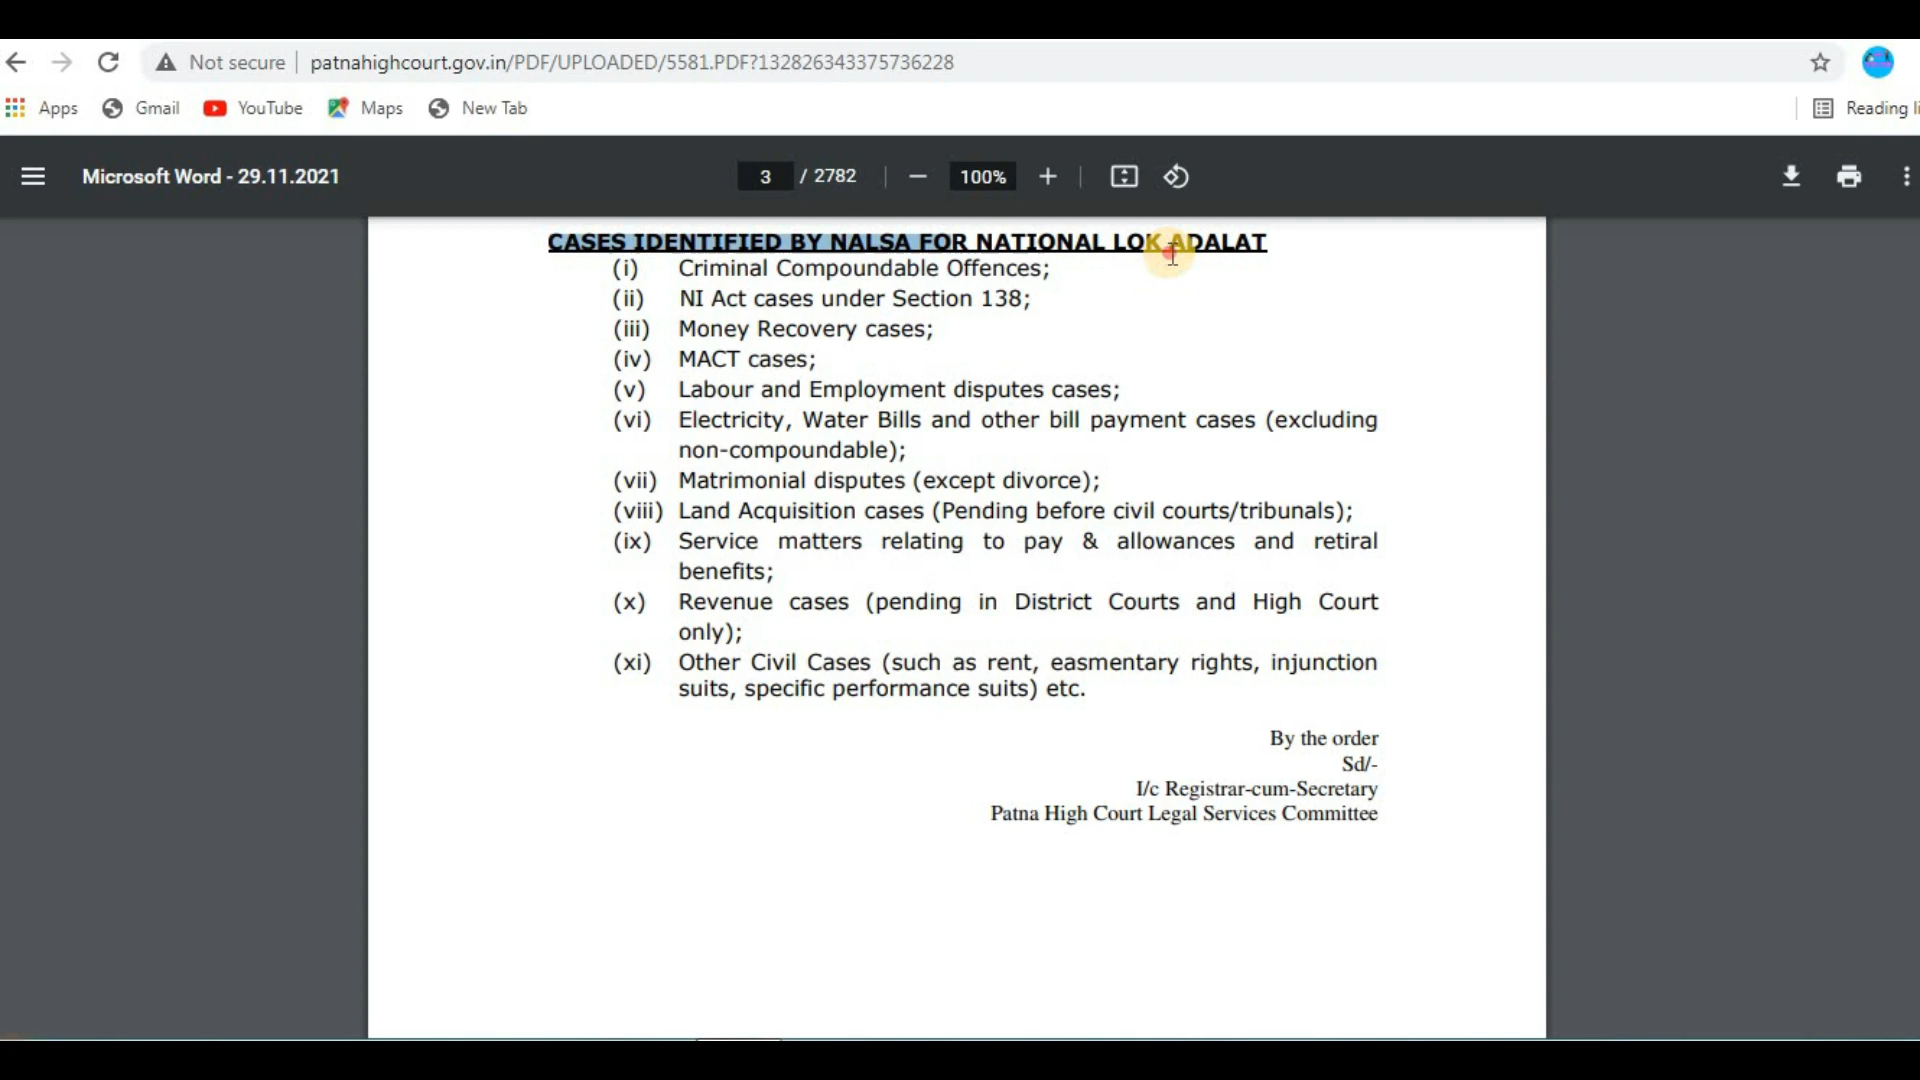 Not secure patnahighcourt.gov.in/PDF/UPLOADED/5581.PDF?132826343375736228
Apps Gmail YouTube Maps New Tab Reading li
Microsoft Word - 29.11.2021 3 / 2782 100%
CASES IDENTIFIED BY NALSA FOR NATIONAL LOK ADALAT
(i) Criminal Compoundable Offences;
(ii) NI Act cases under Section 138;
(iii) Money Recovery cases;
(iv) MACT cases;
(v) Labour and Employment disputes cases;
(vi) Electricity, Water Bills and other bill payment cases (excluding
non-compoundable);
(vii) Matrimonial disputes (except divorce);
(viii) Land Acquisition cases (Pending before civil courts/tribunals);
(ix) Service matters relating to pay & allowances and retiral
benefits;
(x) Revenue cases (pending in District Courts and High Court
only);
(xi) Other Civil Cases (such as rent, easmentary rights, injunction
suits, specific performance suits) etc.
By the order
Sd/-
I/c Registrar-cum-Secretary
Patna High Court Legal Services Committee